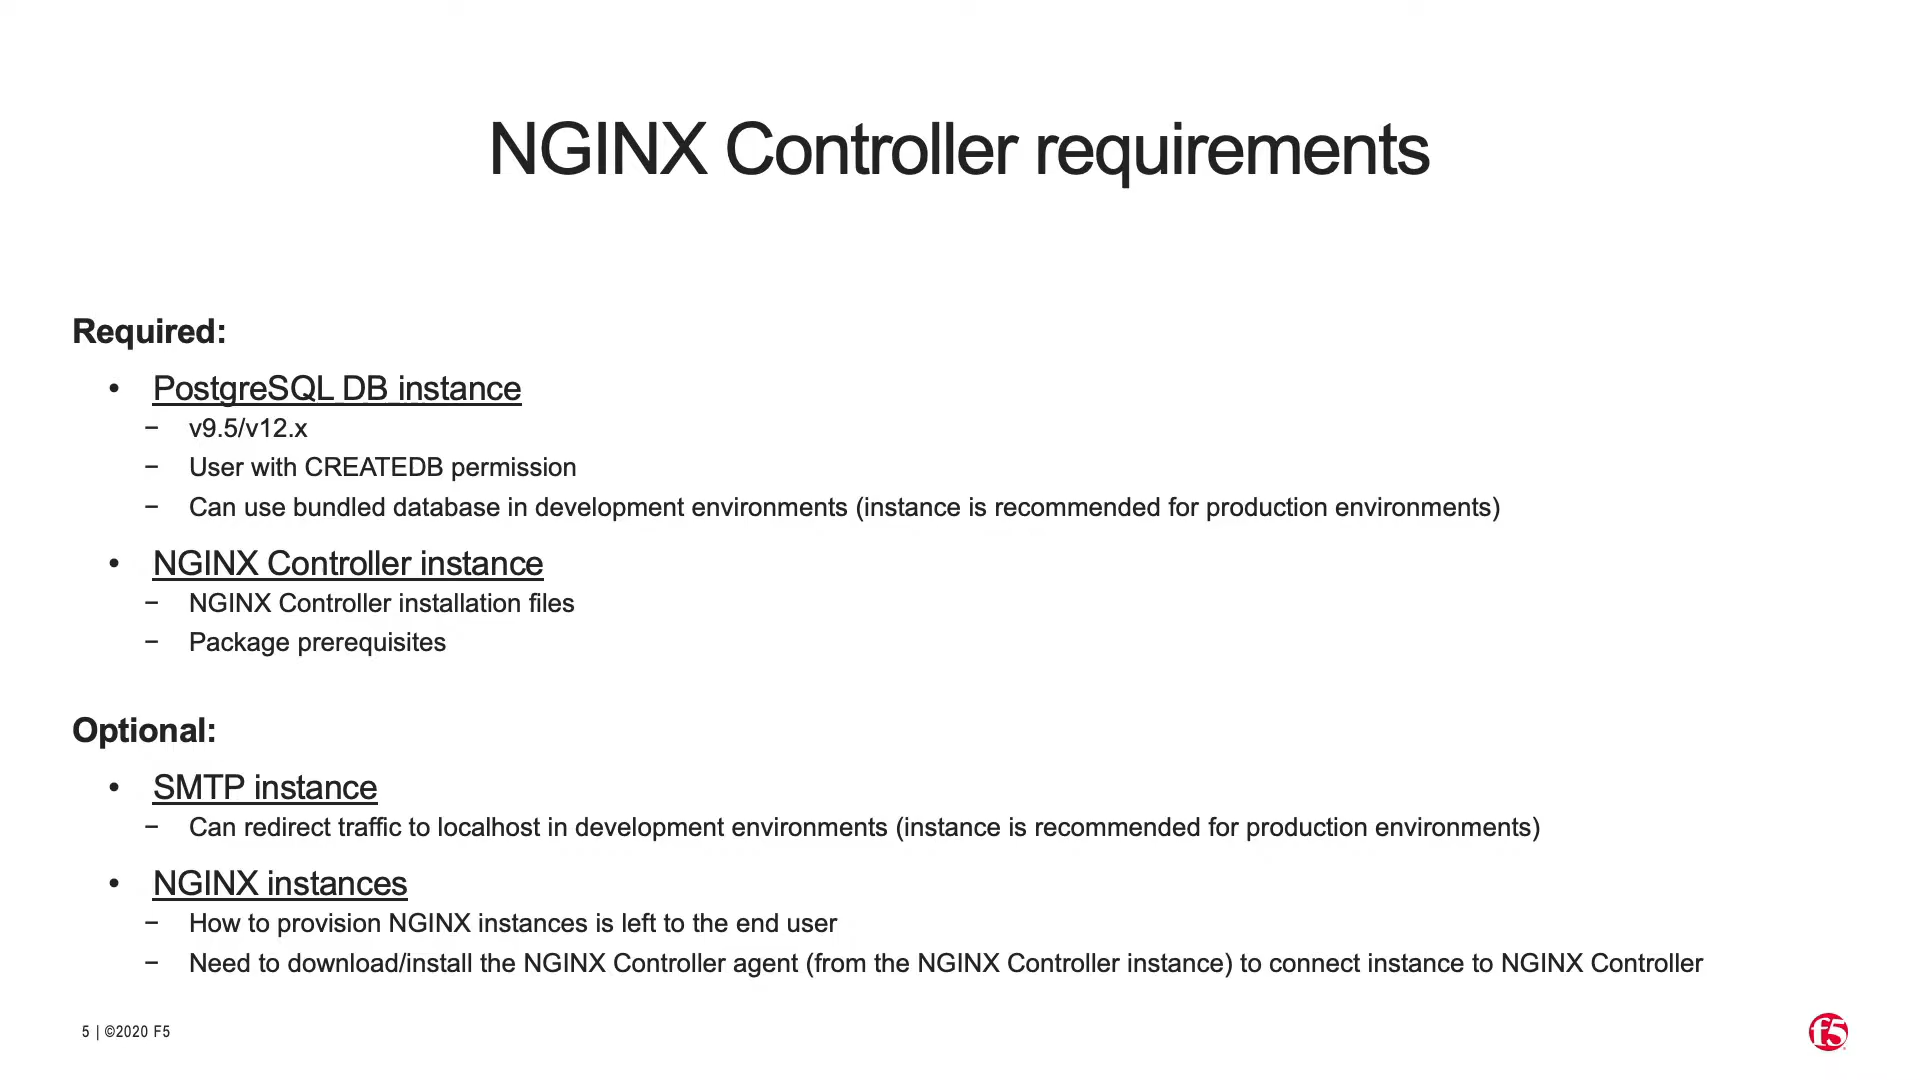 NGINX Controller requirements
Required:
• PostgreSQL DB instance
– v9.5/v12.x
– User with CREATEDB permission
– Can use bundled database in development environments (instance is recommended for production environments)
• NGINX Controller instance
– NGINX Controller installation files
– Package prerequisites
Optional:
• SMTP instance
– Can redirect traffic to localhost in development environments (instance is recommended for production environments)
• NGINX instances
– How to provision NGINX instances is left to the end user
– Need to download/install the NGINX Controller agent (from the NGINX Controller instance) to connect instance to NGINX Controller
5 | ©2020 F5
f5